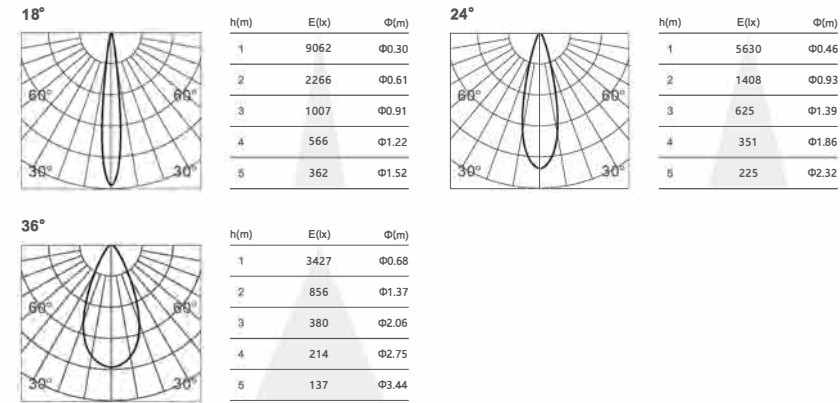 18°
60° 60°
30° 30°
h(m) E(lx) Φ(m)
1 9062 Φ0.30
2 2266 Φ0.61
3 1007 Φ0.91
4 566 Φ1.22
5 362 Φ1.52
24°
60° 60°
30° 30°
h(m) E(lx) Φ(m)
1 5630 Φ0.46
2 1408 Φ0.93
3 625 Φ1.39
4 351 Φ1.86
5 225 Φ2.32
36°
60° 60°
30° 30°
h(m) E(lx) Φ(m)
1 3427 Φ0.68
2 856 Φ1.37
3 380 Φ2.06
4 214 Φ2.75
5 137 Φ3.44